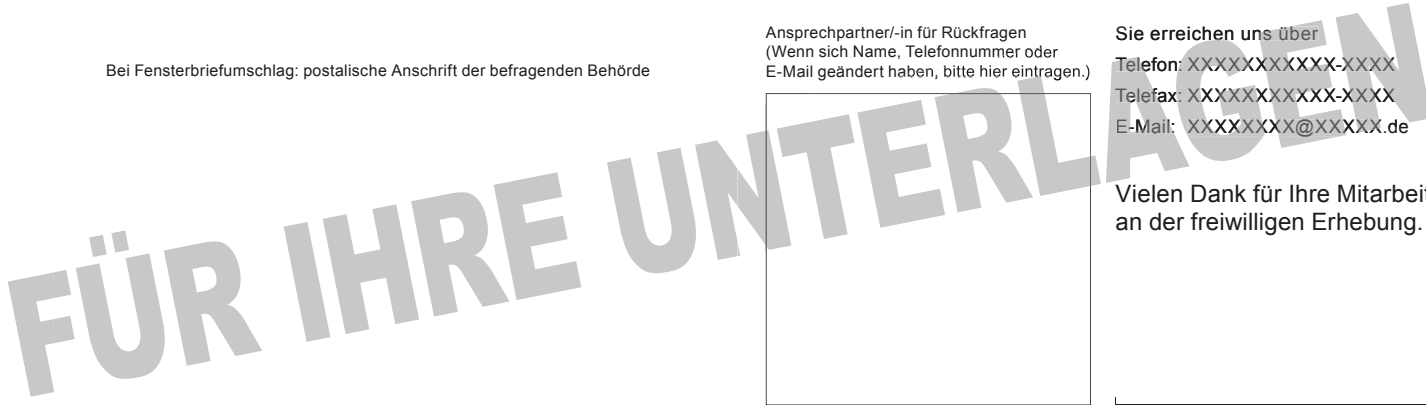 Bei Fensterbriefumschlag: postalische Anschrift der befragenden Behörde
Ansprechpartner/-in für Rückfragen
(Wenn sich Name, Telefonnummer oder
E-Mail geändert haben, bitte hier eintragen.)
Sie erreichen uns über
Telefon: XXXXXXXXXXX-XXXX
Telefax: XXXXXXXXXXX-XXXX
E-Mail: XXXXXXXX@XXXXX.de
Vielen Dank für Ihre Mitarbeit
an der freiwilligen Erhebung.
FÜR IHRE UNTERLAGEN